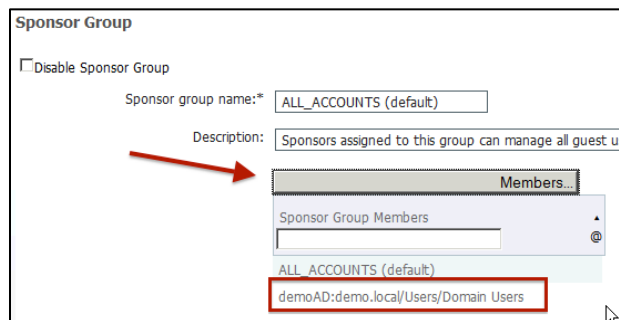 Sponsor Group
Disable Sponsor Group
Sponsor group name:* ALL_ACCOUNTS (default)
Description: Sponsors assigned to this group can manage all guest u
Members...
Sponsor Group Members
@
ALL_ACCOUNTS (default)
demoAD:demo.local/Users/Domain Users